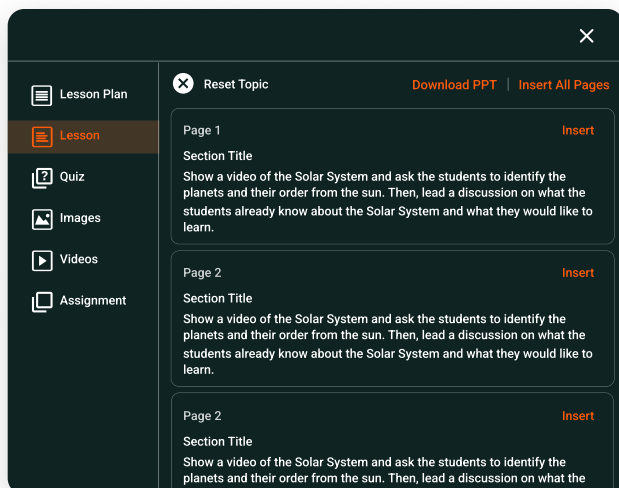 Reset Topic
Download PPT | Insert All Pages
Lesson Plan
Lesson
Quiz
Images
Videos
Assignment
Page 1
Insert
Section Title
Show a video of the Solar System and ask the students to identify the
planets and their order from the sun. Then, lead a discussion on what the
students already know about the Solar System and what they would like to
learn.
Page 2
Insert
Section Title
Show a video of the Solar System and ask the students to identify the
planets and their order from the sun. Then, lead a discussion on what the
students already know about the Solar System and what they would like to
learn.
Page 2
Insert
Section Title
Show a video of the Solar System and ask the students to identify the
planets and their order from the sun. Then, lead a discussion on what the